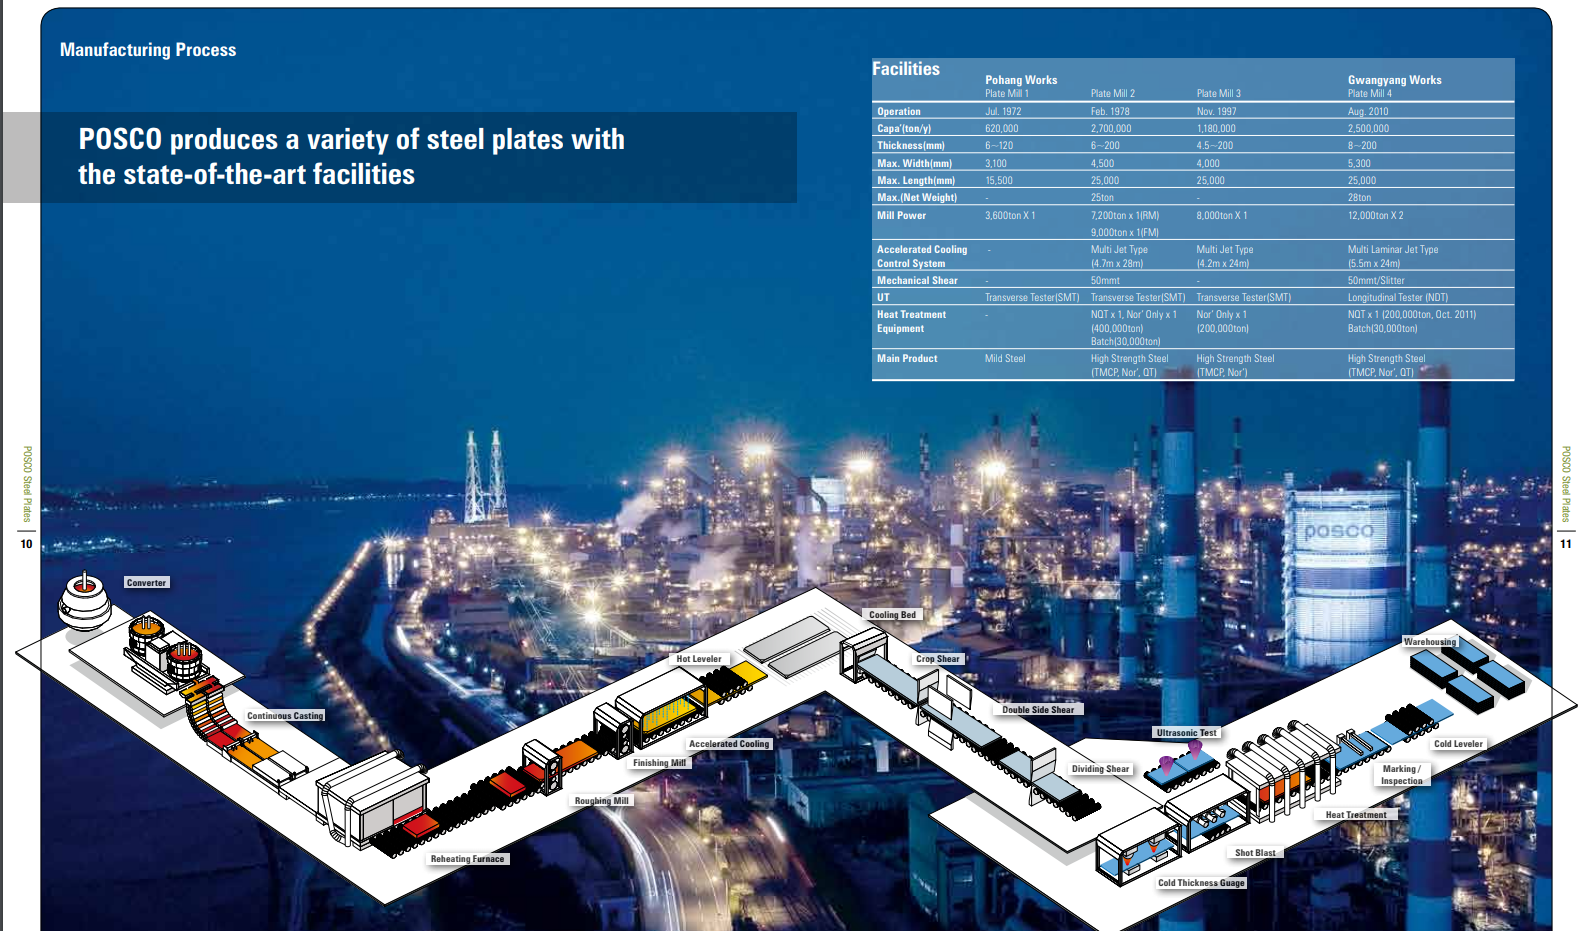 Manufacturing Process
POSCO produces a variety of steel plates with
the state-of-the-art facilities
Facilities
Pohang Works Gwangyang Works
Plate Mill 1 Plate Mill 2 Plate Mill 3 Plate Mill 4
Operation Jul. 1972 Feb. 1978 Nov. 1997 Aug. 2010
Capa'(ton/y) 620,000 2,700,000 1,180,000 2,500,000
Thickness(mm) 6~120 6~200 4.5~200 8~200
Max. Width(mm) 3,100 4,500 4,000 5,300
Max. Length(mm) 15,500 25,000 25,000 25,000
Max.(Net Weight) - 25ton - 28ton
Mill Power 3,600ton X 1 7,200ton x 1(RM) 8,000ton X 1 12,000ton X 2
9,000ton x 1(FM)
Accelerated Cooling - Multi Jet Type Multi Jet Type Multi Laminar Jet Type
Control System (4.7m x 28m) (4.2m x 24m) (5.5m x 24m)
Mechanical Shear - 50mmt - 50mmt/Slitter
UT Transverse Tester(SMT) Transverse Tester(SMT) Transverse Tester(SMT) Longitudinal Tester (NDT)
Heat Treatment - NQT x 1, Nor' Only x 1 Nor' Only x 1 NQT x 1 (200,000ton, Oct. 2011)
Equipment (400,000ton) (200,000ton) Batch(30,000ton)
Batch(30,000ton)
Main Product Mild Steel High Strength Steel High Strength Steel High Strength Steel
(TMCP, Nor', QT) (TMCP, Nor') (TMCP, Nor', QT)
POSCO Steel Plates
10
POSCO Steel Plates
11
posco
Converter
Continuous Casting
Reheating Furnace
Roughing Mill
Finishing Mill
Accelerated Cooling
Hot Leveler
Cooling Bed
Crop Shear
Double Side Shear
Dividing Shear
Ultrasonic Test
Cold Thickness Guage
Shot Blast
Heat Treatment
Marking /
Inspection
Cold Leveler
Warehousing